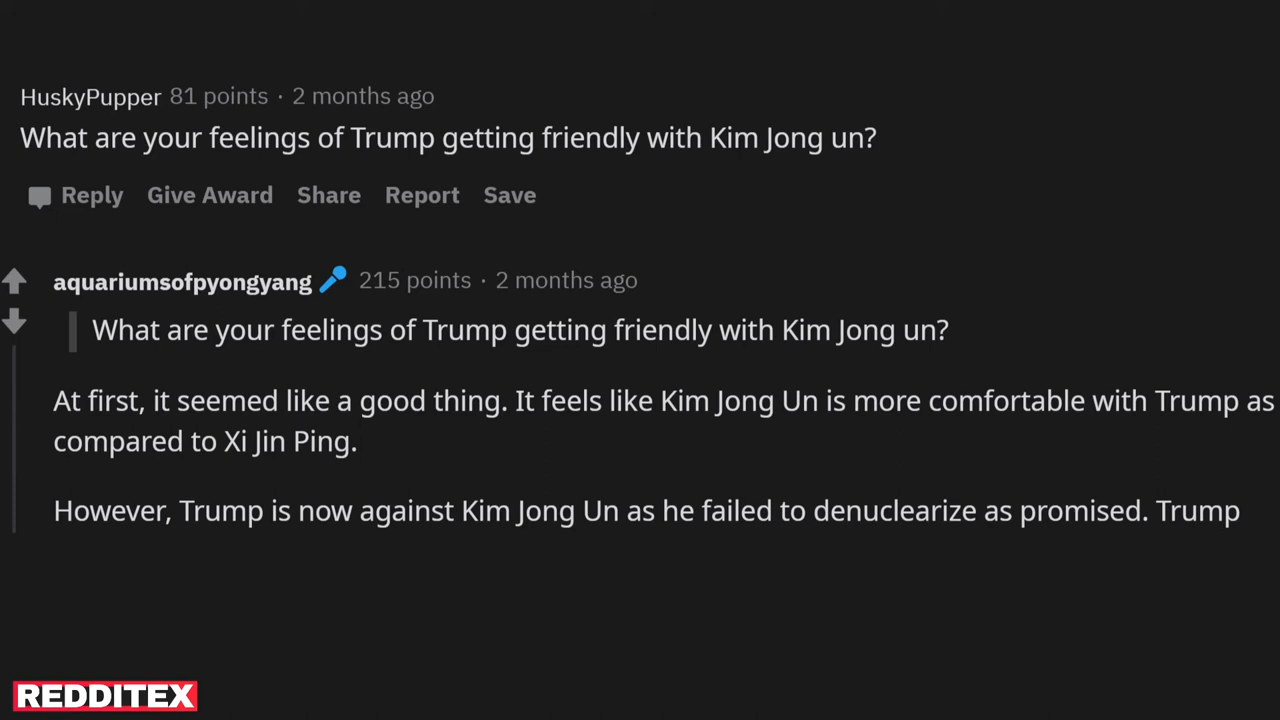 HuskyPupper 81 points · 2 months ago
What are your feelings of Trump getting friendly with Kim Jong un?
Reply Give Award Share Report Save
aquariumsofpyongyang 215 points · 2 months ago
What are your feelings of Trump getting friendly with Kim Jong un?
At first, it seemed like a good thing. It feels like Kim Jong Un is more comfortable with Trump as
compared to Xi Jin Ping.
However, Trump is now against Kim Jong Un as he failed to denuclearize as promised. Trump
REDDITEX